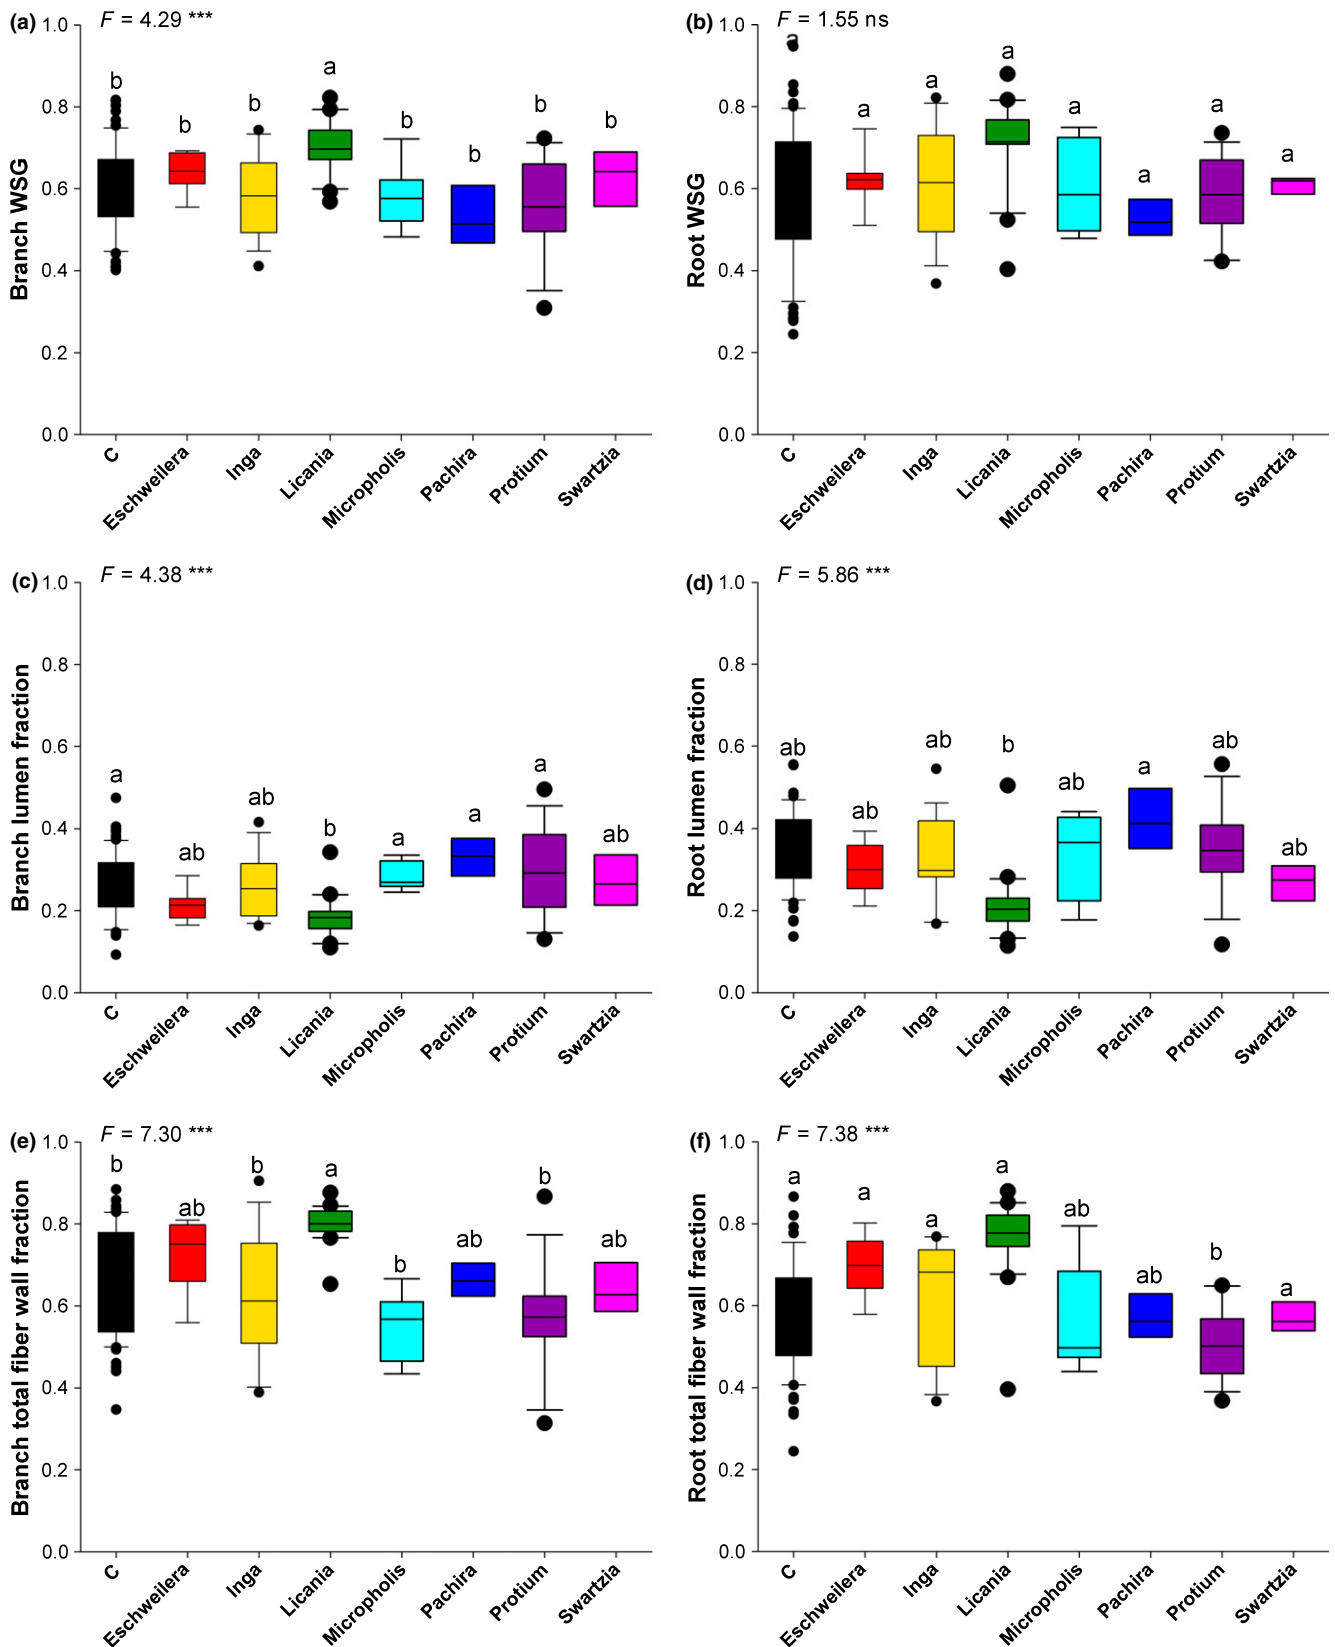 (a)
F = 4.29 ***
Branch WSG
1.0
0.8
0.6
0.4
0.2
0.0
b b b a b b b b
C Eschweilera Inga Licania Micropholis Pachira Protium Swartzia
(b)
F = 1.55 ns
Root WSG
1.0
0.8
0.6
0.4
0.2
0.0
a a a a a a a a
C Eschweilera Inga Licania Micropholis Pachira Protium Swartzia
(c)
F = 4.38 ***
Branch lumen fraction
1.0
0.8
0.6
0.4
0.2
0.0
a ab ab b a a a ab
C Eschweilera Inga Licania Micropholis Pachira Protium Swartzia
(d)
F = 5.86 ***
Root lumen fraction
1.0
0.8
0.6
0.4
0.2
0.0
ab ab ab b ab a ab ab
C Eschweilera Inga Licania Micropholis Pachira Protium Swartzia
(e)
F = 7.30 ***
Branch total fiber wall fraction
1.0
0.8
0.6
0.4
0.2
0.0
b ab b a b ab b ab
C Eschweilera Inga Licania Micropholis Pachira Protium Swartzia
(f)
F = 7.38 ***
Root total fiber wall fraction
1.0
0.8
0.6
0.4
0.2
0.0
a a a a ab ab b a
C Eschweilera Inga Licania Micropholis Pachira Protium Swartzia